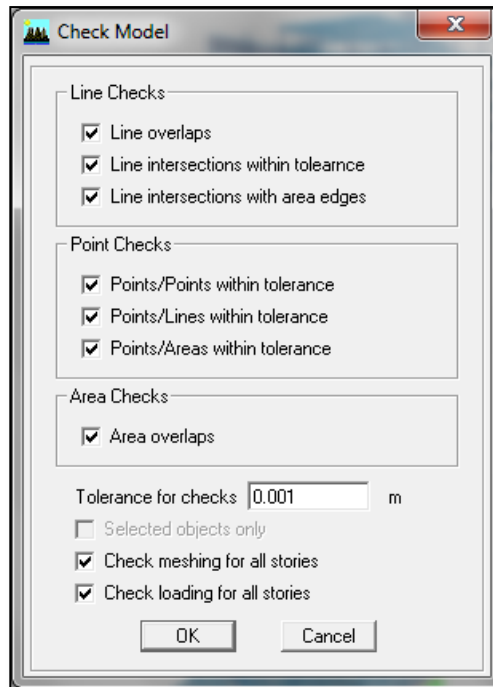 Check Model
Line Checks
Line overlaps
Line intersections within tolearnce
Line intersections with area edges
Point Checks
Points/Points within tolerance
Points/Lines within tolerance
Points/Areas within tolerance
Area Checks
Area overlaps
Tolerance for checks 0.001 m
Selected objects only
Check meshing for all stories
Check loading for all stories
OK Cancel